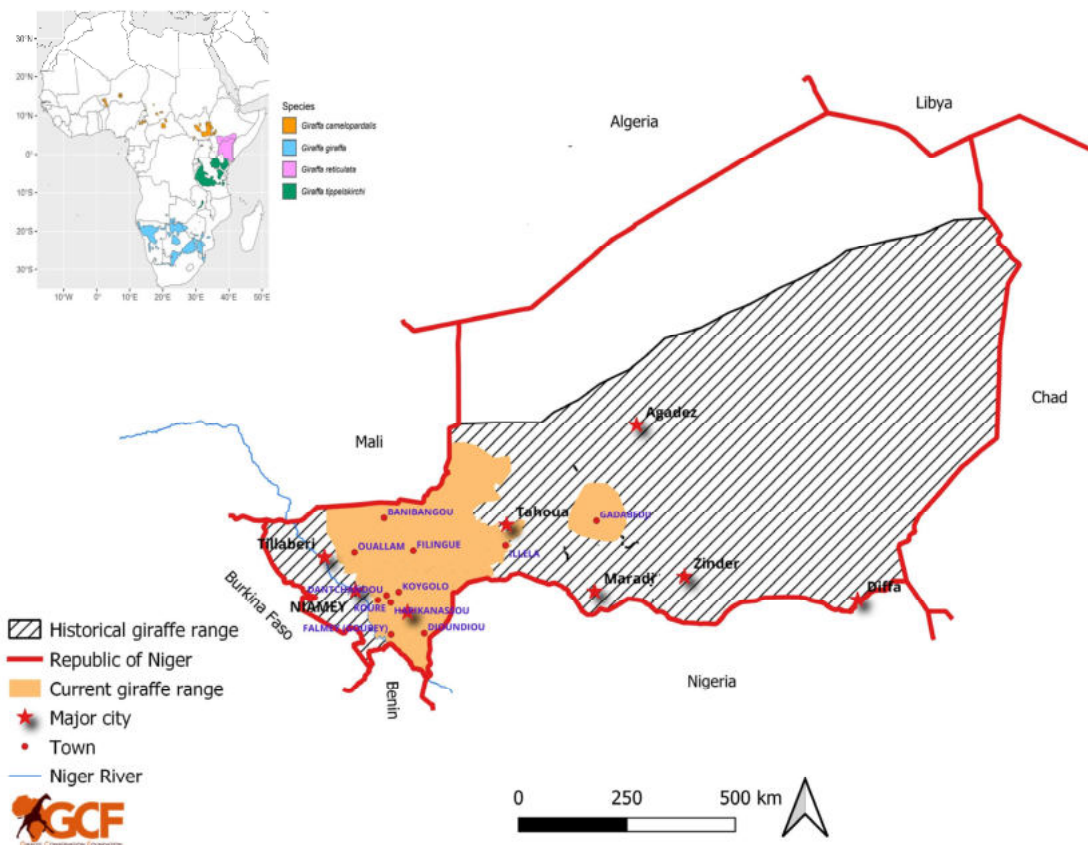 30°N
20°N
10°N
0°
10°S
20°S
30°S
10°W 0° 10°E 20°E 30°E 40°E 50°E
Species
Giraffa camelopardalis
Giraffa giraffa
Giraffa reticulata
Giraffa tippelskirchi
Algeria
Libya
Chad
Mali
Agadez
BANIBANGOU
Tahoua
GADABEDJI
Tillaberi
OUALLAM
FILINGUE
ILLELA
Burkina Faso
DANTCHANDOU
KOYGOLO
Maradi
Zinder
Diffa
NIAMEY
KOURE
HARIKANASSOU
DIOUNDIOU
Benin
Nigeria
Historical giraffe range
Republic of Niger
Current giraffe range
Major city
Town
Niger River
GCF
0 250 500 km